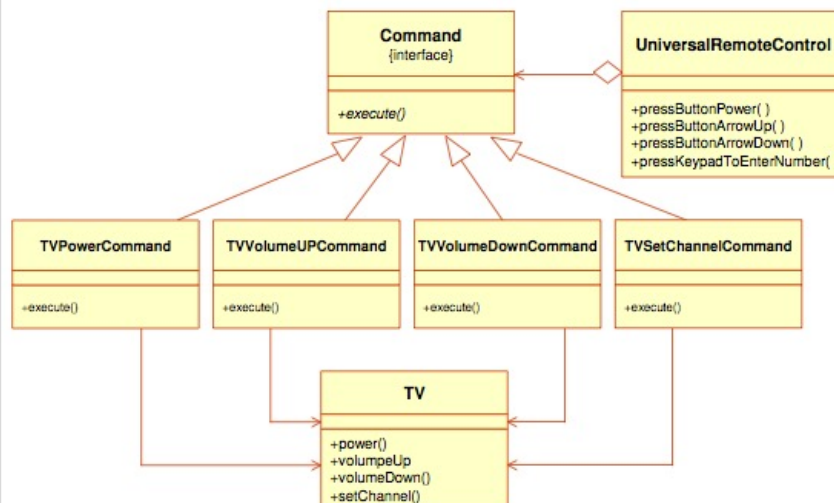 Command
{interface}
+execute()
UniversalRemoteControl
+pressButtonPower( )
+pressButtonArrowUp( )
+pressButtonArrowDown( )
+pressKeypadToEnterNumber(
TVPowerCommand
+execute()
TVVolumeUPCommand
+execute()
TVVolumeDownCommand
+execute()
TVSetChannelCommand
+execute()
TV
+power()
+volumpeUp
+volumeDown()
+setChannel()